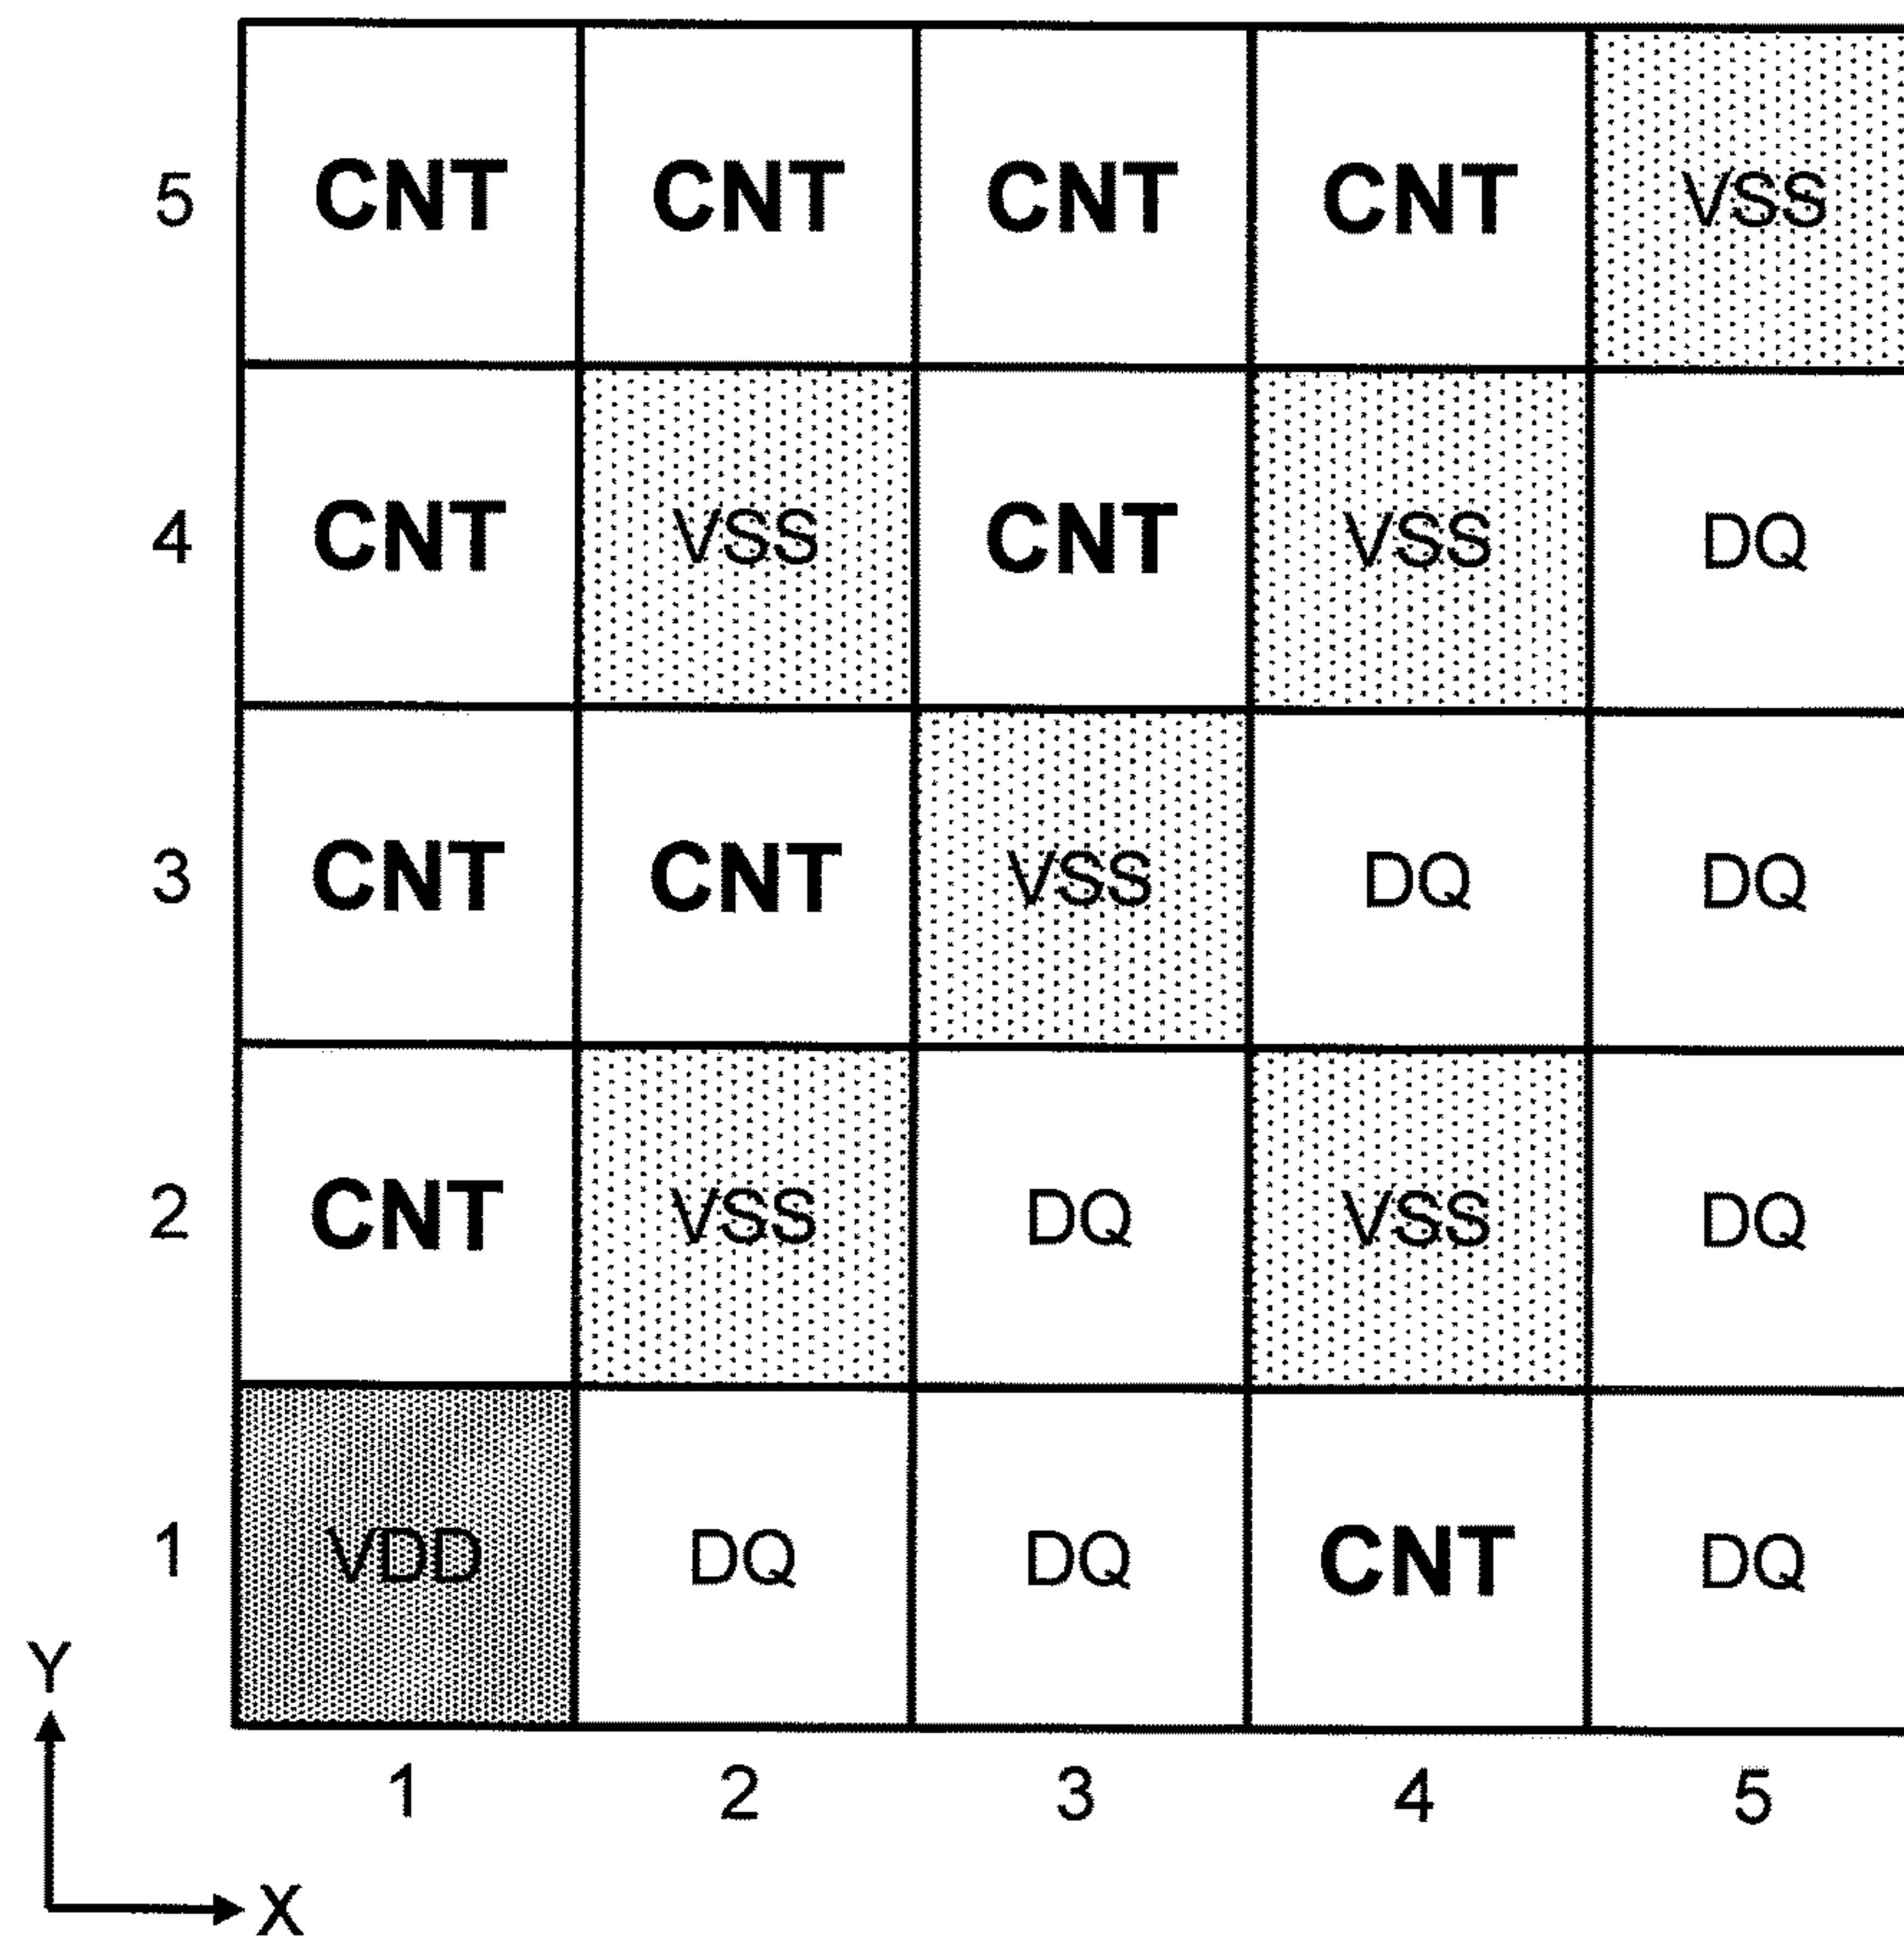 5 CNT CNT CNT CNT VSS
4 CNT VSS CNT VSS DQ
3 CNT CNT VSS DQ DQ
2 CNT VSS DQ VSS DQ
1 VDD DQ DQ CNT DQ
Y
1 2 3 4 5
X